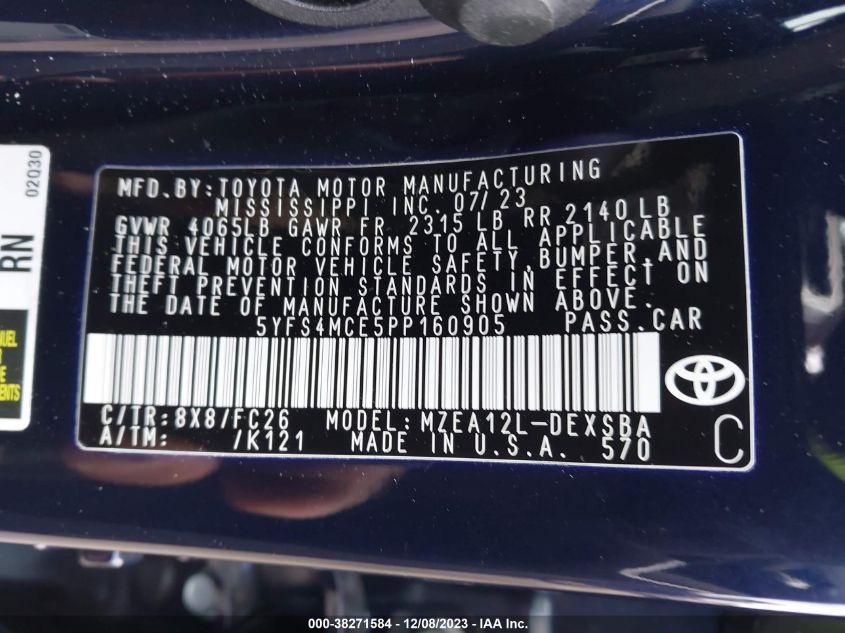 MFD.BY:TOYOTA MOTOR MANUFACTURING
MISSISSIPPI INC. 07/23
GVWR 4065LB GAWR FR 2315 LB RR 2140 LB
THIS VEHICLE CONFORMS TO ALL APPLICABLE
FEDERAL MOTOR VEHICLE SAFETY,BUMPER,AND
THEFT PREVENTION STANDARDS IN EFFECT ON
THE DATE OF MANUFACTURE SHOWN ABOVE.
5YFS4MCE5PP160905 PASS.CAR
C/TR:8X8/FC26 MODEL:MZEA12L-DEXSBA
A/TM: /K121 MADE IN U.S.A. 570
C
02Q30
RN
000-38271584 - 12/08/2023 - IAA Inc.